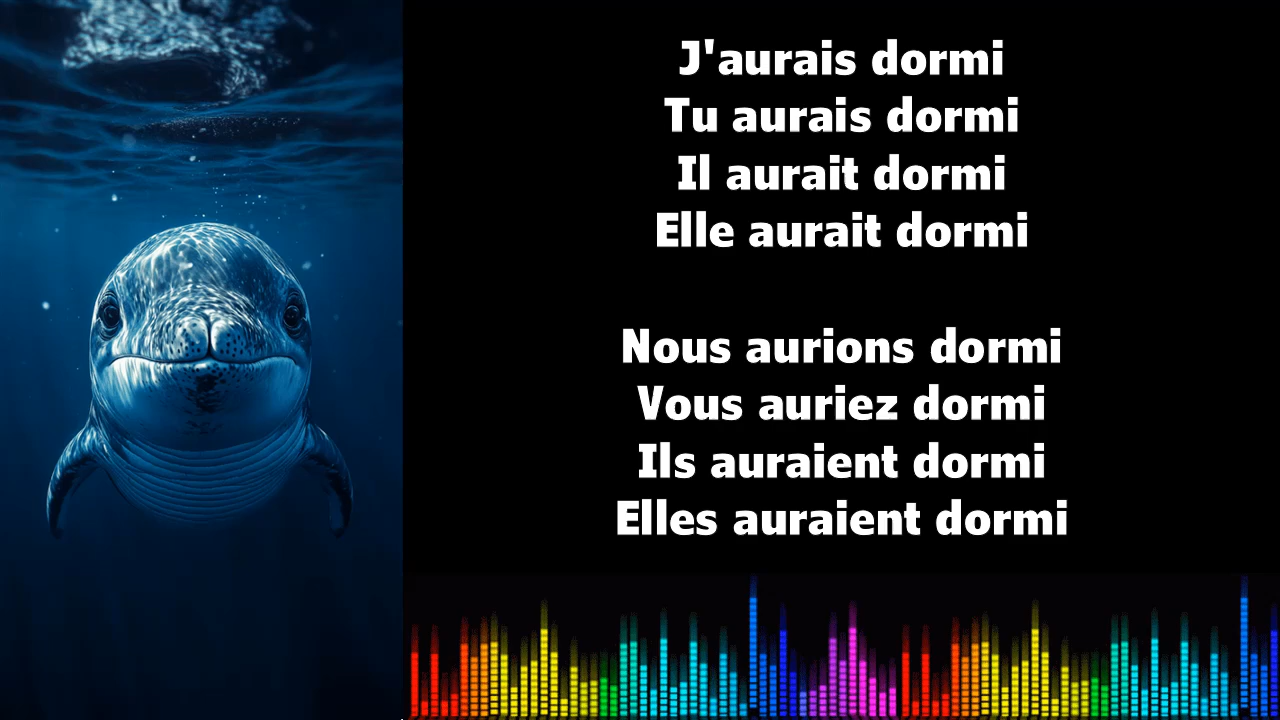 J'aurais dormi
Tu aurais dormi
Il aurait dormi
Elle aurait dormi
Nous aurions dormi
Vous auriez dormi
Ils auraient dormi
Elles auraient dormi